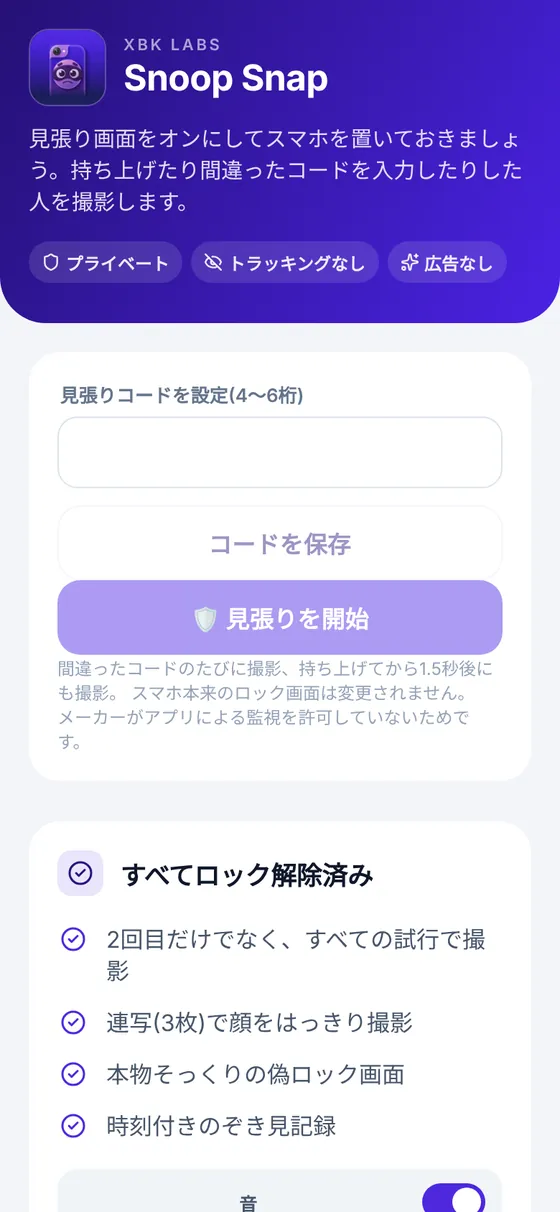 XBK LABS
Snoop Snap
見張り画面をオンにしてスマホを置いておきましょ
う。持ち上げたり間違ったコードを入力したりした
人を撮影します。
プライベート
トラッキングなし
広告なし
見張りコードを設定(4〜6桁)
コードを保存
見張りを開始
間違ったコードのたびに撮影、持ち上げてから1.5秒後に
も撮影。 スマホ本来のロック画面は変更されません。
メーカーがアプリによる監視を許可していないためで
す。
すべてロック解除済み
2回目だけでなく、すべての試行で撮
影
連写(3枚)で顔をはっきり撮影
本物そっくりの偽ロック画面
時刻付きのぞき見記録
音